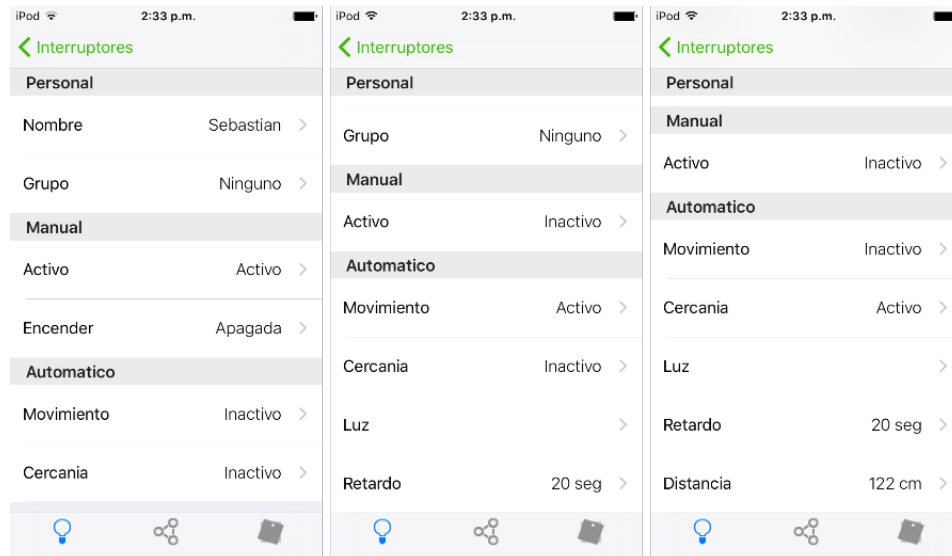 iPod 2:33 p.m.
Interruptores
Personal
Nombre Sebastian
Grupo Ninguno
Manual
Activo Activo
Encender Apagada
Automatico
Movimiento Inactivo
Cercania Inactivo
iPod 2:33 p.m.
Interruptores
Personal
Grupo Ninguno
Manual
Activo Inactivo
Automatico
Movimiento Activo
Cercania Inactivo
Luz
Retardo 20 seg
iPod 2:33 p.m.
Interruptores
Personal
Manual
Activo Inactivo
Automatico
Movimiento Inactivo
Cercania Activo
Luz
Retardo 20 seg
Distancia 122 cm